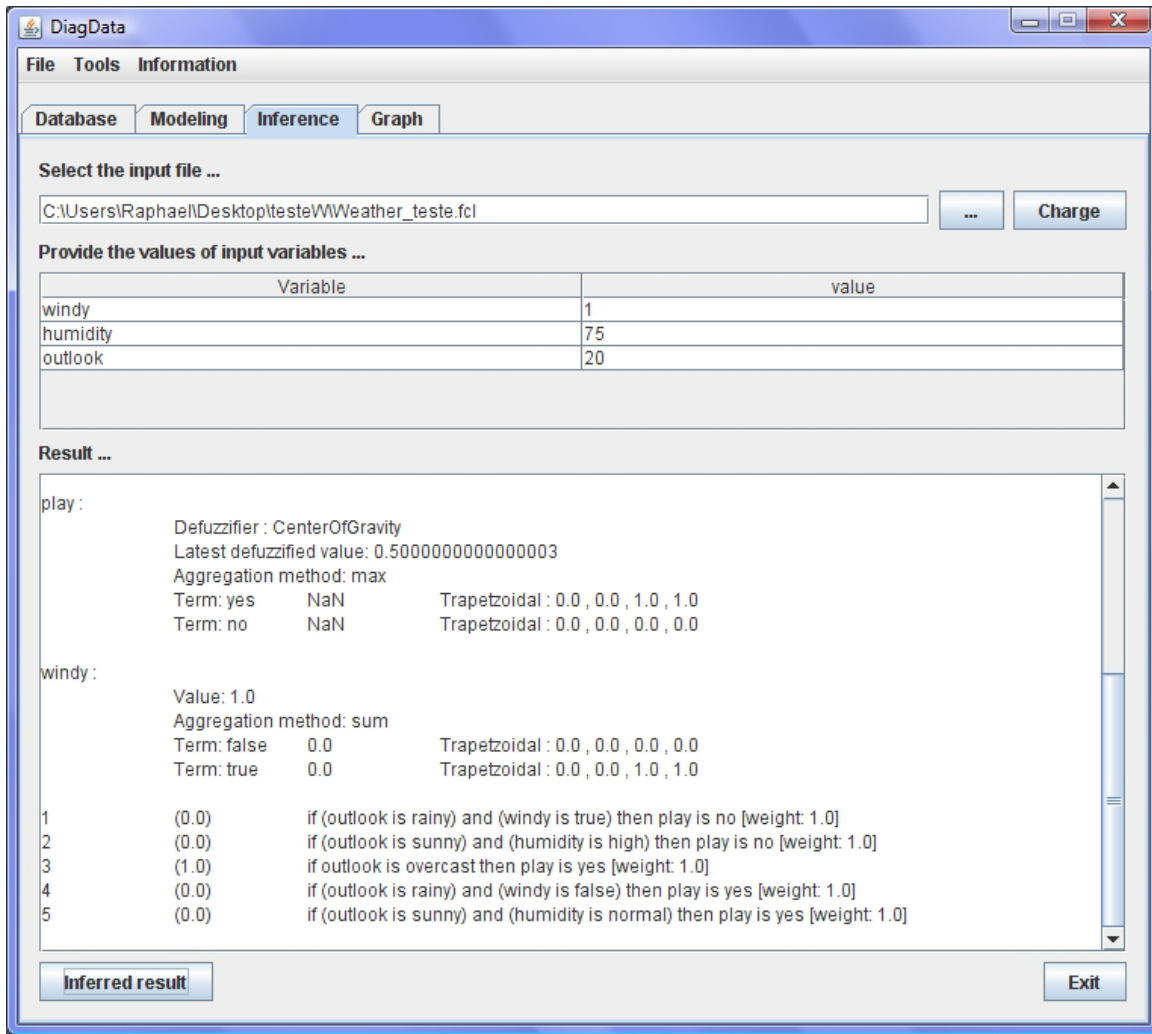 DiagData
File Tools Information
Database Modeling Inference Graph
Select the input file ...
C:\Users\Raphael\Desktop\testeW\Weather_teste.fcl ... Charge
Provide the values of input variables ...
Variable value
windy 1
humidity 75
outlook 20
Result ...
play :
Defuzzifier : CenterOfGravity
Latest defuzzified value: 0.5000000000000003
Aggregation method: max
Term: yes NaN Trapetzoidal : 0.0 , 0.0 , 1.0 , 1.0
Term: no NaN Trapetzoidal : 0.0 , 0.0 , 0.0 , 0.0
windy :
Value: 1.0
Aggregation method: sum
Term: false 0.0 Trapetzoidal : 0.0 , 0.0 , 0.0 , 0.0
Term: true 0.0 Trapetzoidal : 0.0 , 0.0 , 1.0 , 1.0
1 (0.0) if (outlook is rainy) and (windy is true) then play is no [weight: 1.0]
2 (0.0) if (outlook is sunny) and (humidity is high) then play is no [weight: 1.0]
3 (1.0) if outlook is overcast then play is yes [weight: 1.0]
4 (0.0) if (outlook is rainy) and (windy is false) then play is yes [weight: 1.0]
5 (0.0) if (outlook is sunny) and (humidity is normal) then play is yes [weight: 1.0]
Inferred result Exit